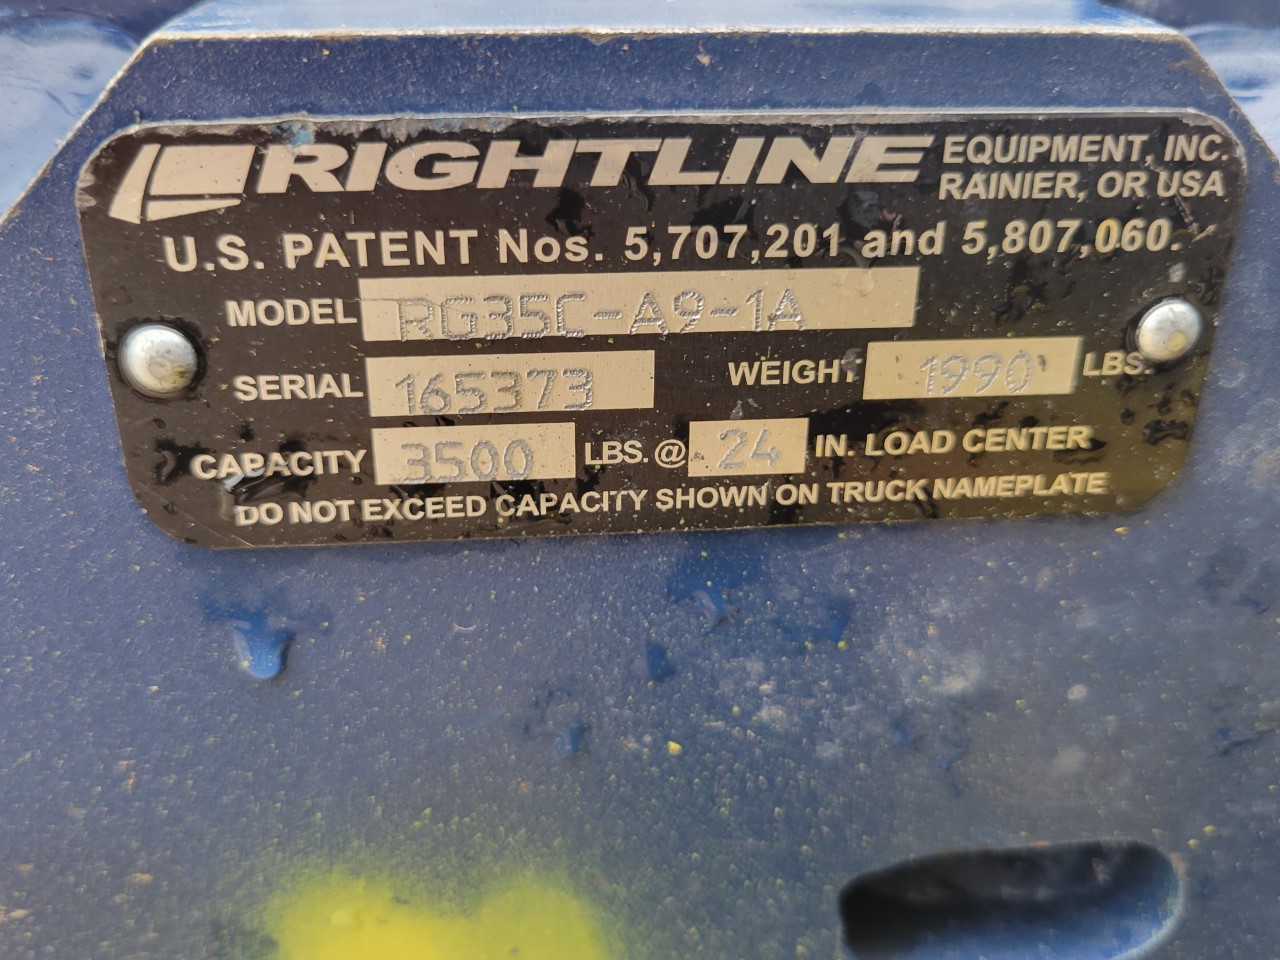 RIGHTLINE EQUIPMENT, INC.
RAINIER, OR USA
U.S. PATENT Nos. 5,707,201 and 5,807,060.
MODEL RG35C-A9-1A
SERIAL 165373 WEIGHT 1990 LBS.
CAPACITY 3500 LBS. @ 24 IN. LOAD CENTER
DO NOT EXCEED CAPACITY SHOWN ON TRUCK NAMEPLATE